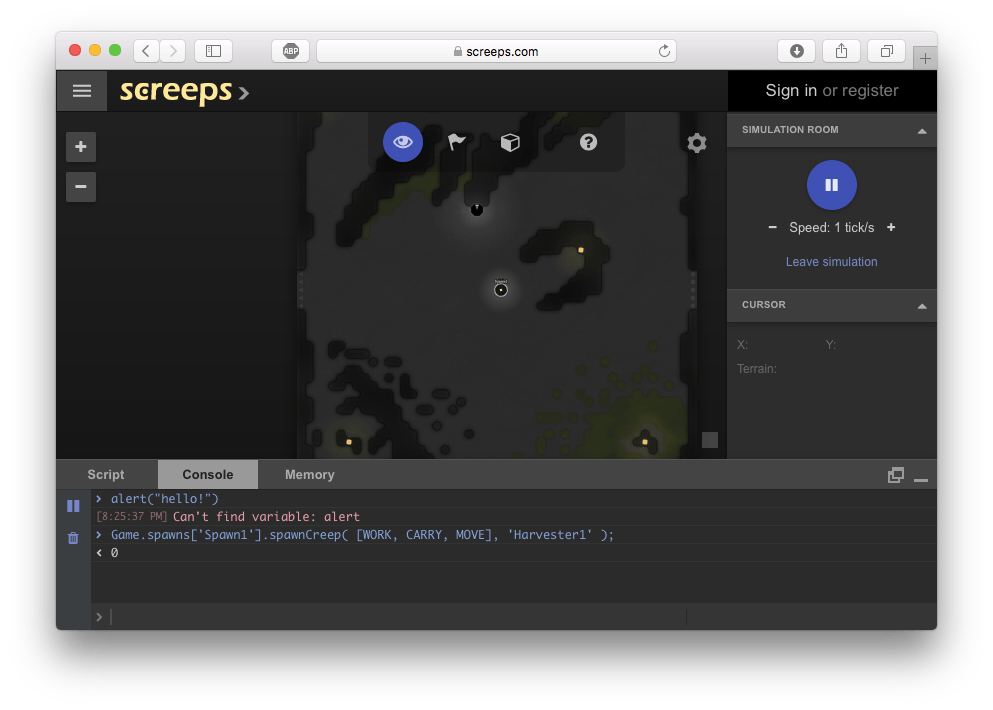 ABP
screeps.com
screeps
Sign in or register
SIMULATION ROOM
− Speed: 1 tick/s +
Leave simulation
CURSOR
X: Y:
Terrain:
Script Console Memory
> alert("hello!")
[8:25:37 PM] Can't find variable: alert
> Game.spawns['Spawn1'].spawnCreep( [WORK, CARRY, MOVE], 'Harvester1' );
< 0
>